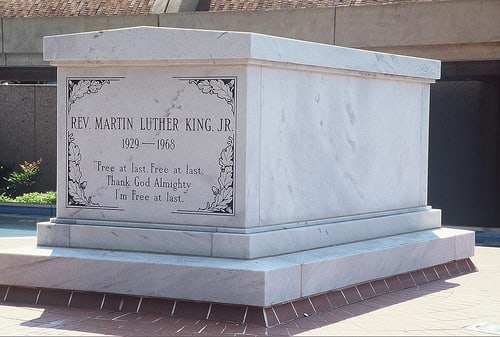 REV. MARTIN LUTHER KING, JR.
1929—1968
"Free at last, Free at last,
Thank God Almighty
I'm Free at last."